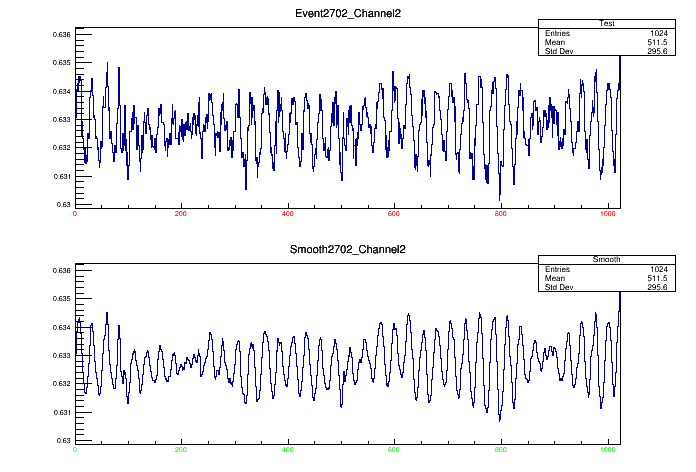 Event2702_Channel2
Test
Entries 1024
Mean 511.5
Std Dev 295.6
0.636
0.635
0.634
0.633
0.632
0.631
0.63
0 200 400 600 800 1000
Smooth2702_Channel2
Smooth
Entries 1024
Mean 511.5
Std Dev 295.6
0.636
0.635
0.634
0.633
0.632
0.631
0.63
0 200 400 600 800 1000